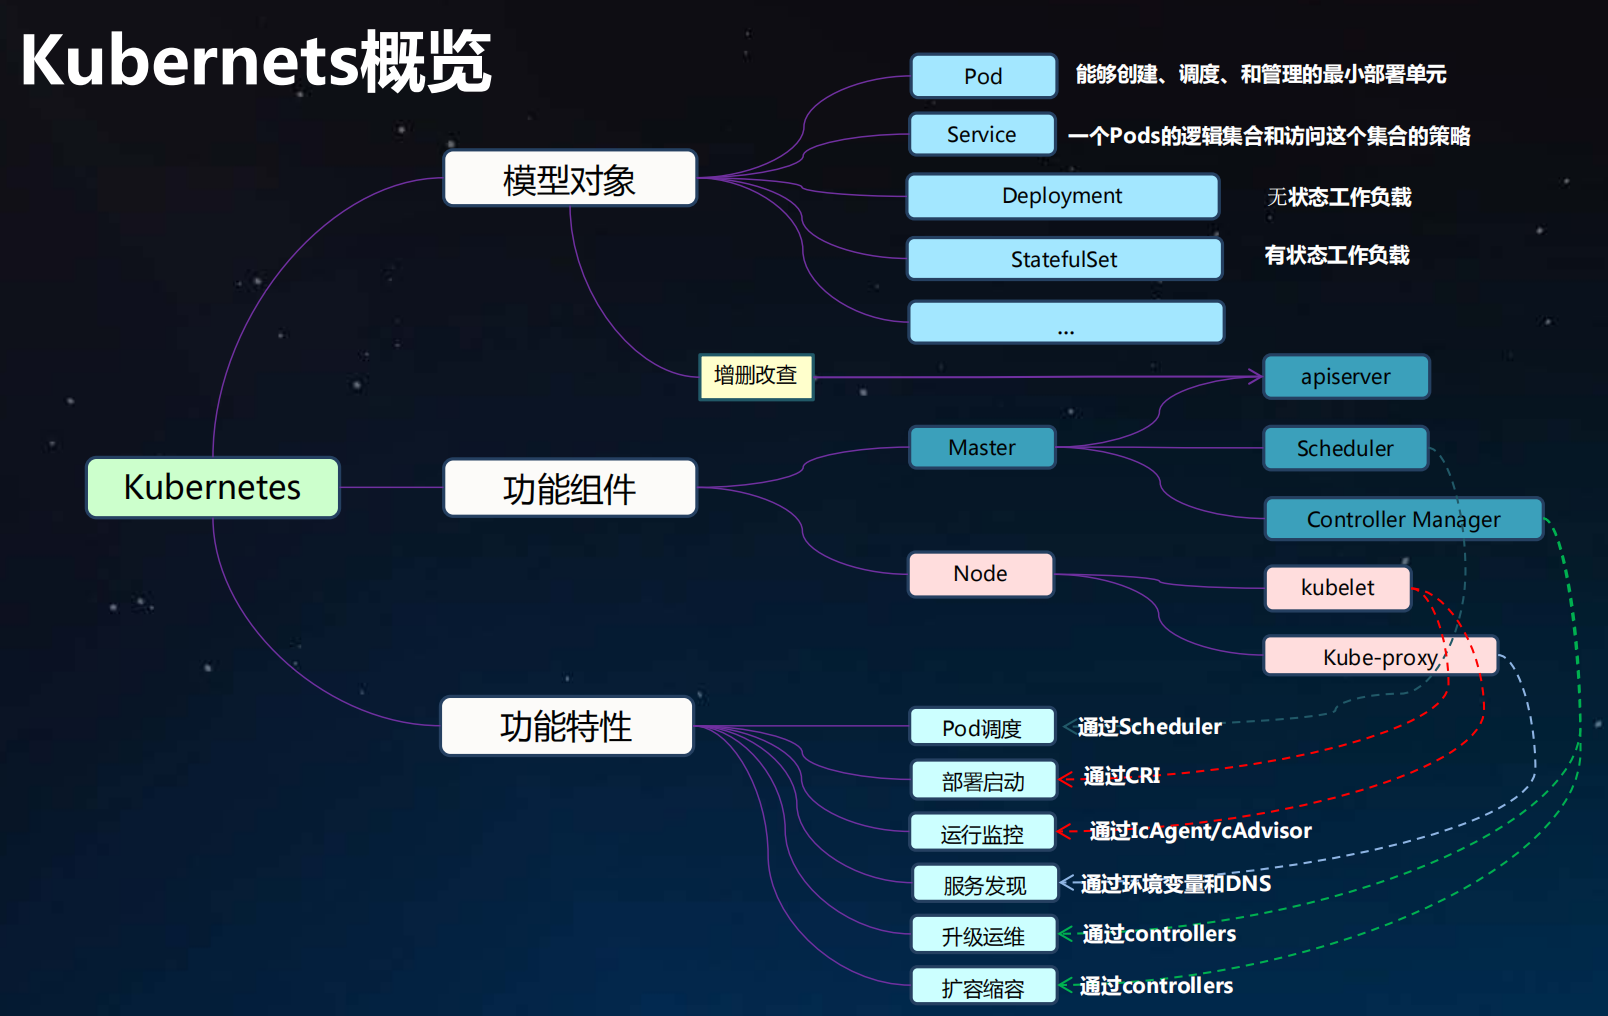 Kubernets概览
Pod
能够创建、调度、和管理的最小部署单元
Service
一个Pods的逻辑集合和访问这个集合的策略
模型对象
Deployment
无状态工作负载
StatefulSet
有状态工作负载
...
增删改查
apiserver
Master
Scheduler
Kubernetes
功能组件
Controller Manager
Node
kubelet
Kube-proxy
功能特性
Pod调度
通过Scheduler
部署启动
通过CRI
运行监控
通过IcAgent/cAdvisor
服务发现
通过环境变量和DNS
升级运维
通过controllers
扩容缩容
通过controllers